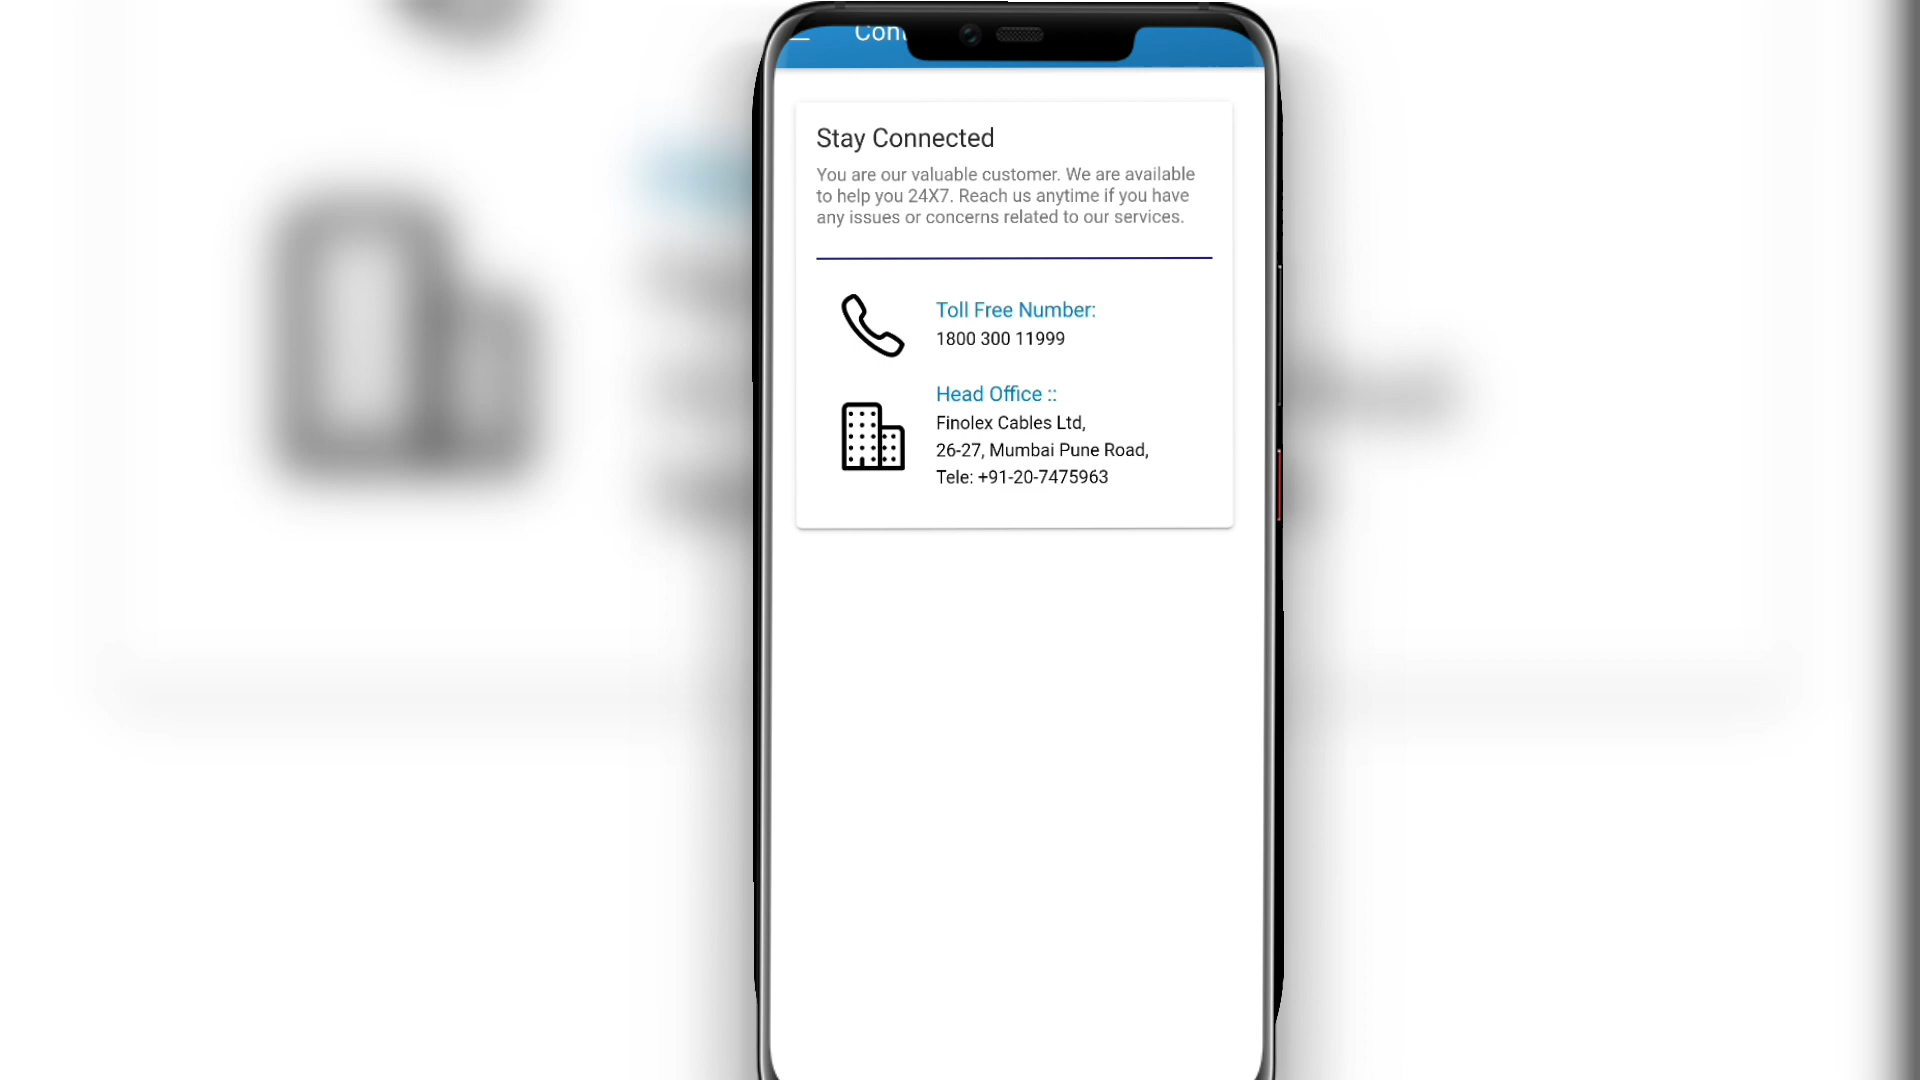 Stay Connected
You are our valuable customer. We are available
to help you 24X7. Reach us anytime if you have
any issues or concerns related to our services.
Toll Free Number:
1800 300 11999
Head Office ::
Finolex Cables Ltd,
26-27, Mumbai Pune Road,
Tele: +91-20-7475963